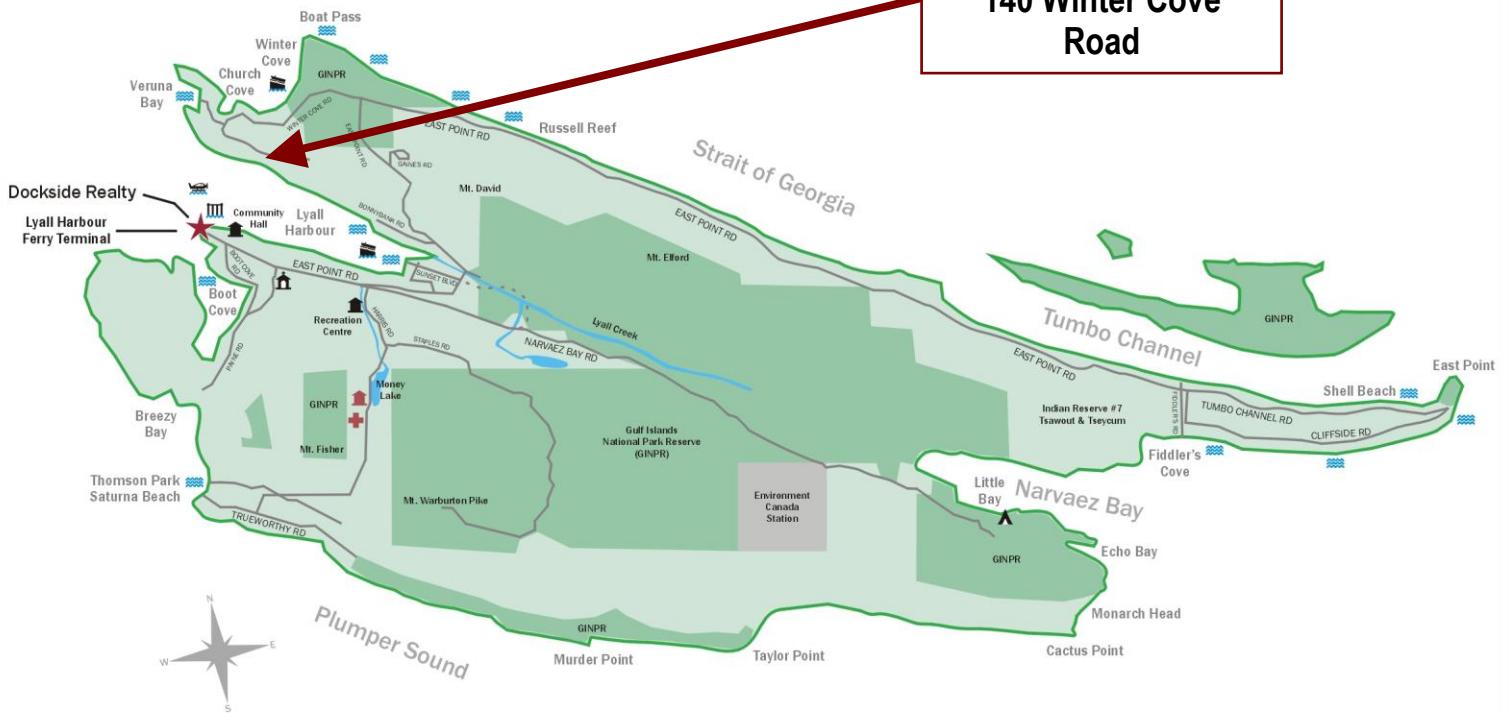 140 Winter Cove
Road
Boat Pass
Winter
Cove
Church
Cove
Veruna
Bay
GINPR
WINTER COVE RD
EAST POINT RD
EAST POINT RD
Russell Reef
Strait of Georgia
GAINES RD
Mt. David
BONNYBANK RD
Dockside Realty
Lyall Harbour
Ferry Terminal
Community
Hall
Lyall
Harbour
EAST POINT RD
Mt. Elford
BOOT COVE
RD
EAST POINT RD
SUNSET BLVD
Boot
Cove
Recreation
Centre
HARRIS RD
Lyall Creek
STAPLES RD
NARVAEZ BAY RD
PAYNE RD
Tumbo Channel
GINPR
EAST POINT RD
East Point
Shell Beach
Money
Lake
GINPR
Breezy
Bay
Mt. Fisher
Gulf Islands
National Park Reserve
(GINPR)
Indian Reserve #7
Tsawout & Tseycum
FIDDLER'S RD
TUMBO CHANNEL RD
CLIFFSIDE RD
Fiddler's
Cove
Thomson Park
Saturna Beach
Mt. Warburton Pike
Environment
Canada
Station
Little
Bay
Narvaez Bay
TRUEWORTHY RD
Echo Bay
GINPR
Monarch Head
Plumper Sound
GINPR
Murder Point
Taylor Point
Cactus Point
N
W
E
S